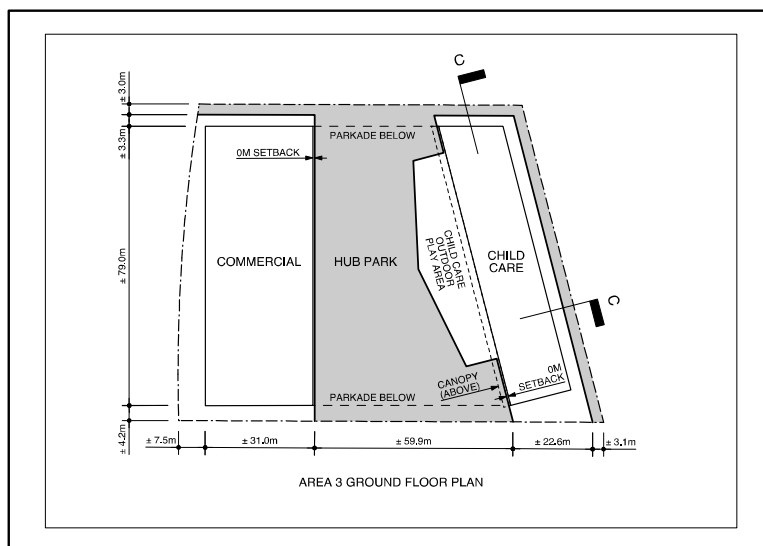 C
± 3.0m
± 3.3m
PARKADE BELOW
0M SETBACK
COMMERCIAL
HUB PARK
CHILD CARE
OUTDOOR
PLAY AREA
CHILD
CARE
± 79.0m
C
CANOPY
(ABOVE)
0M
SETBACK
PARKADE BELOW
± 4.2m
± 7.5m
± 31.0m
± 59.9m
± 22.6m
± 3.1m
AREA 3 GROUND FLOOR PLAN